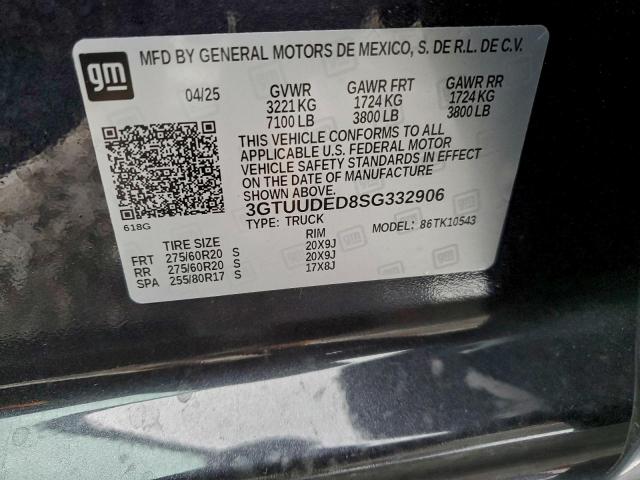 gm
MFD BY GENERAL MOTORS DE MEXICO, S. DE R.L. DE C.V.
04/25 GVWR GAWR FRT GAWR RR
3221 KG 1724 KG 1724 KG
7100 LB 3800 LB 3800 LB
THIS VEHICLE CONFORMS TO ALL
APPLICABLE U.S. FEDERAL MOTOR
VEHICLE SAFETY STANDARDS IN EFFECT
ON THE DATE OF MANUFACTURE
SHOWN ABOVE.
3GTUUDED8SG332906
618G
TYPE: TRUCK MODEL: 86TK10543
TIRE SIZE RIM
FRT 275/60R20 S 20X9J
RR 275/60R20 S 20X9J
SPA 255/80R17 S 17X8J